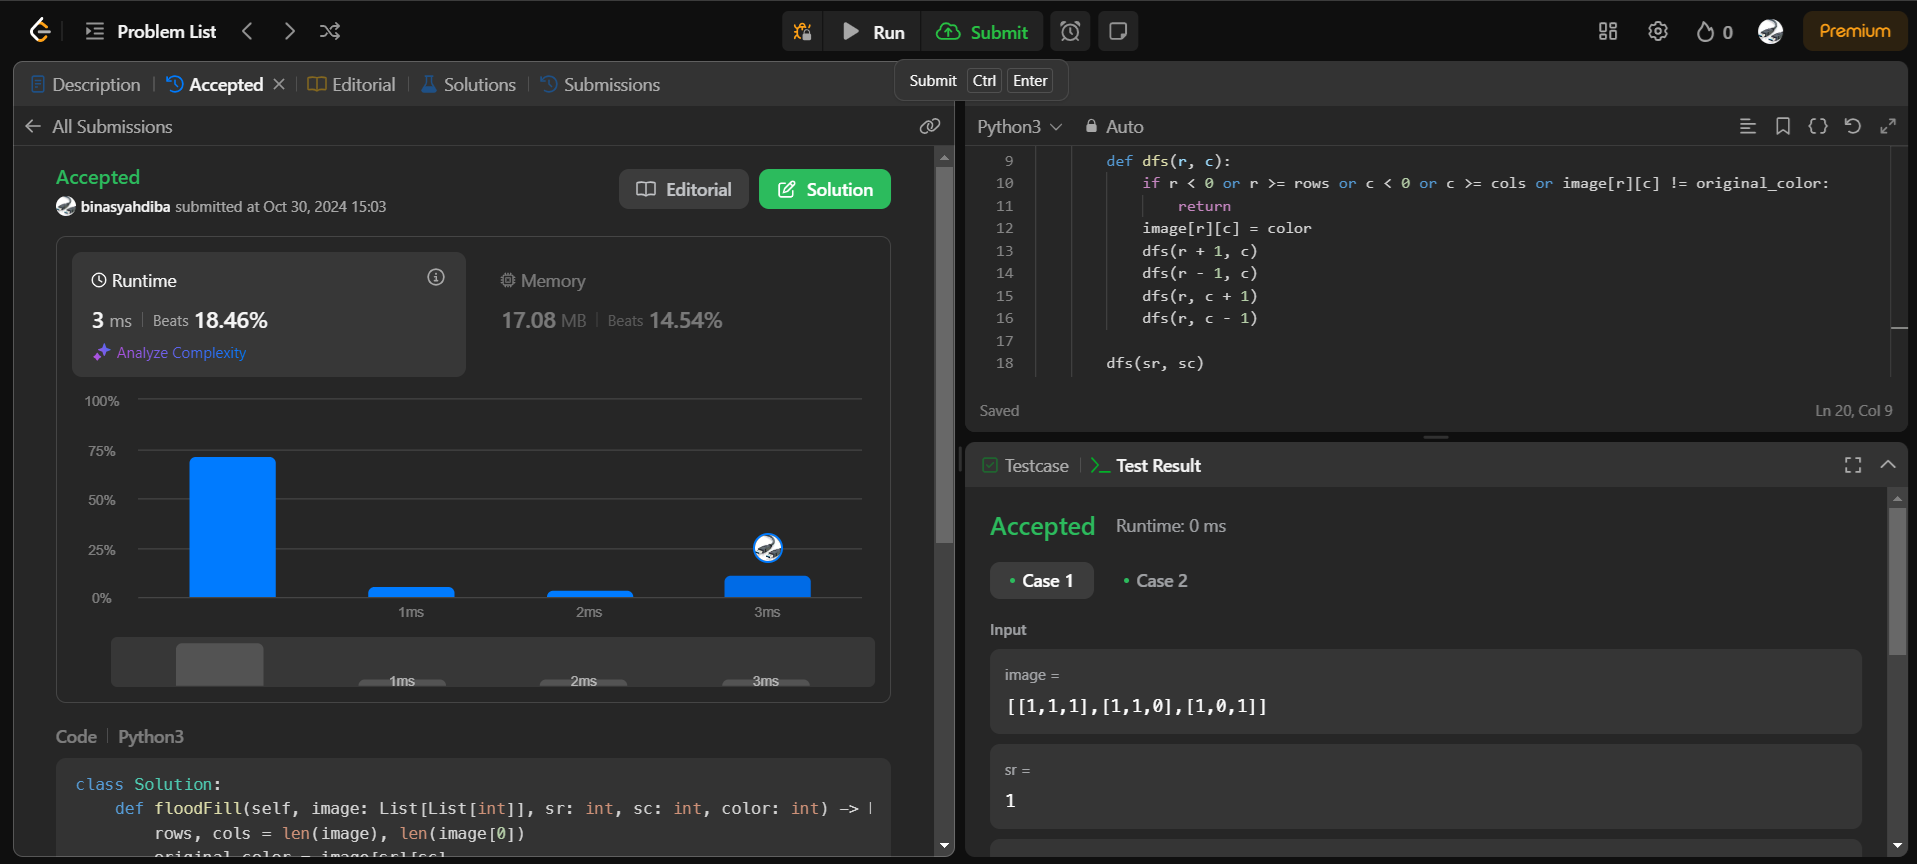 Problem List
Run
Submit
0
Premium
Description
Accepted
Editorial
Solutions
Submissions
Submit Ctrl Enter
All Submissions
Accepted
binasyahdiba submitted at Oct 30, 2024 15:03
Editorial
Solution
Runtime
3 ms Beats 18.46%
Analyze Complexity
Memory
17.08 MB Beats 14.54%
100%
75%
50%
25%
0%
1ms
2ms
3ms
1ms
2ms
3ms
Code Python3
class Solution:
def floodFill(self, image: List[List[int]], sr: int, sc: int, color: int) ->
rows, cols = len(image), len(image[0])
original_color = image[sr][sc]
Python3
Auto
9 def dfs(r, c):
10 if r < 0 or r >= rows or c < 0 or c >= cols or image[r][c] != original_color:
11 return
12 image[r][c] = color
13 dfs(r + 1, c)
14 dfs(r - 1, c)
15 dfs(r, c + 1)
16 dfs(r, c - 1)
17
18 dfs(sr, sc)
Saved
Ln 20, Col 9
Testcase
Test Result
Accepted Runtime: 0 ms
Case 1
Case 2
Input
image =
[[1,1,1],[1,1,0],[1,0,1]]
sr =
1